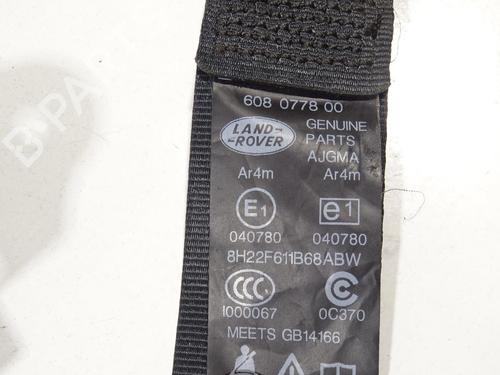 608 0778 00
LAND-
-ROVER
GENUINE
PARTS
AJGMA
Ar4m Ar4m
E1 e1
040780 040780
8H22F611B68ABW
CCC C
I000067 0C370
MEETS GB14166